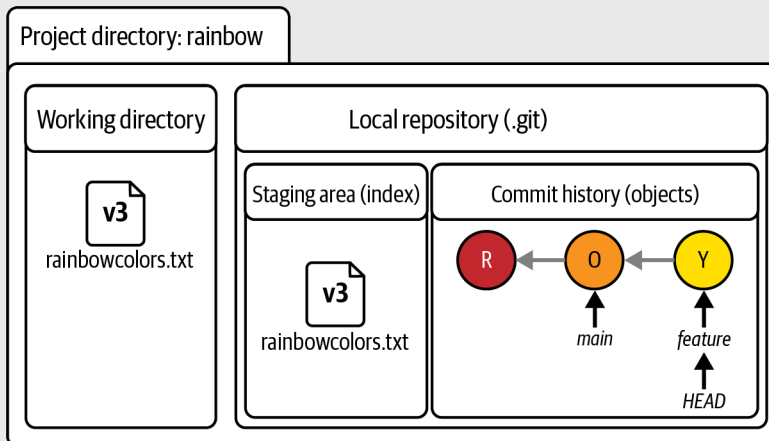 Project directory: rainbow
Working directory
Local repository (.git)
v3
rainbowcolors.txt
Staging area (index)
v3
rainbowcolors.txt
Commit history (objects)
R
O
Y
main
feature
HEAD